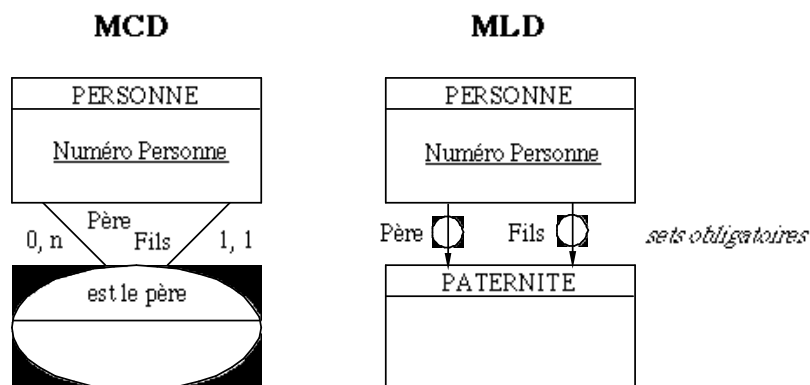 MCD
MLD
PERSONNE
PERSONNE
Numéro Personne
Numéro Personne
Père
0, n
Fils
1, 1
Père
Fils
sets obligatoires
est le père
PATERNITE